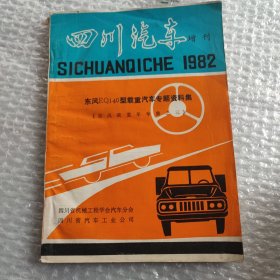 四川汽车 增刊
SICHUANQICHE 1982
东风EQ140型载重汽车专题资料集
四川省机械工程学会汽车分会
四川省汽车工业公司